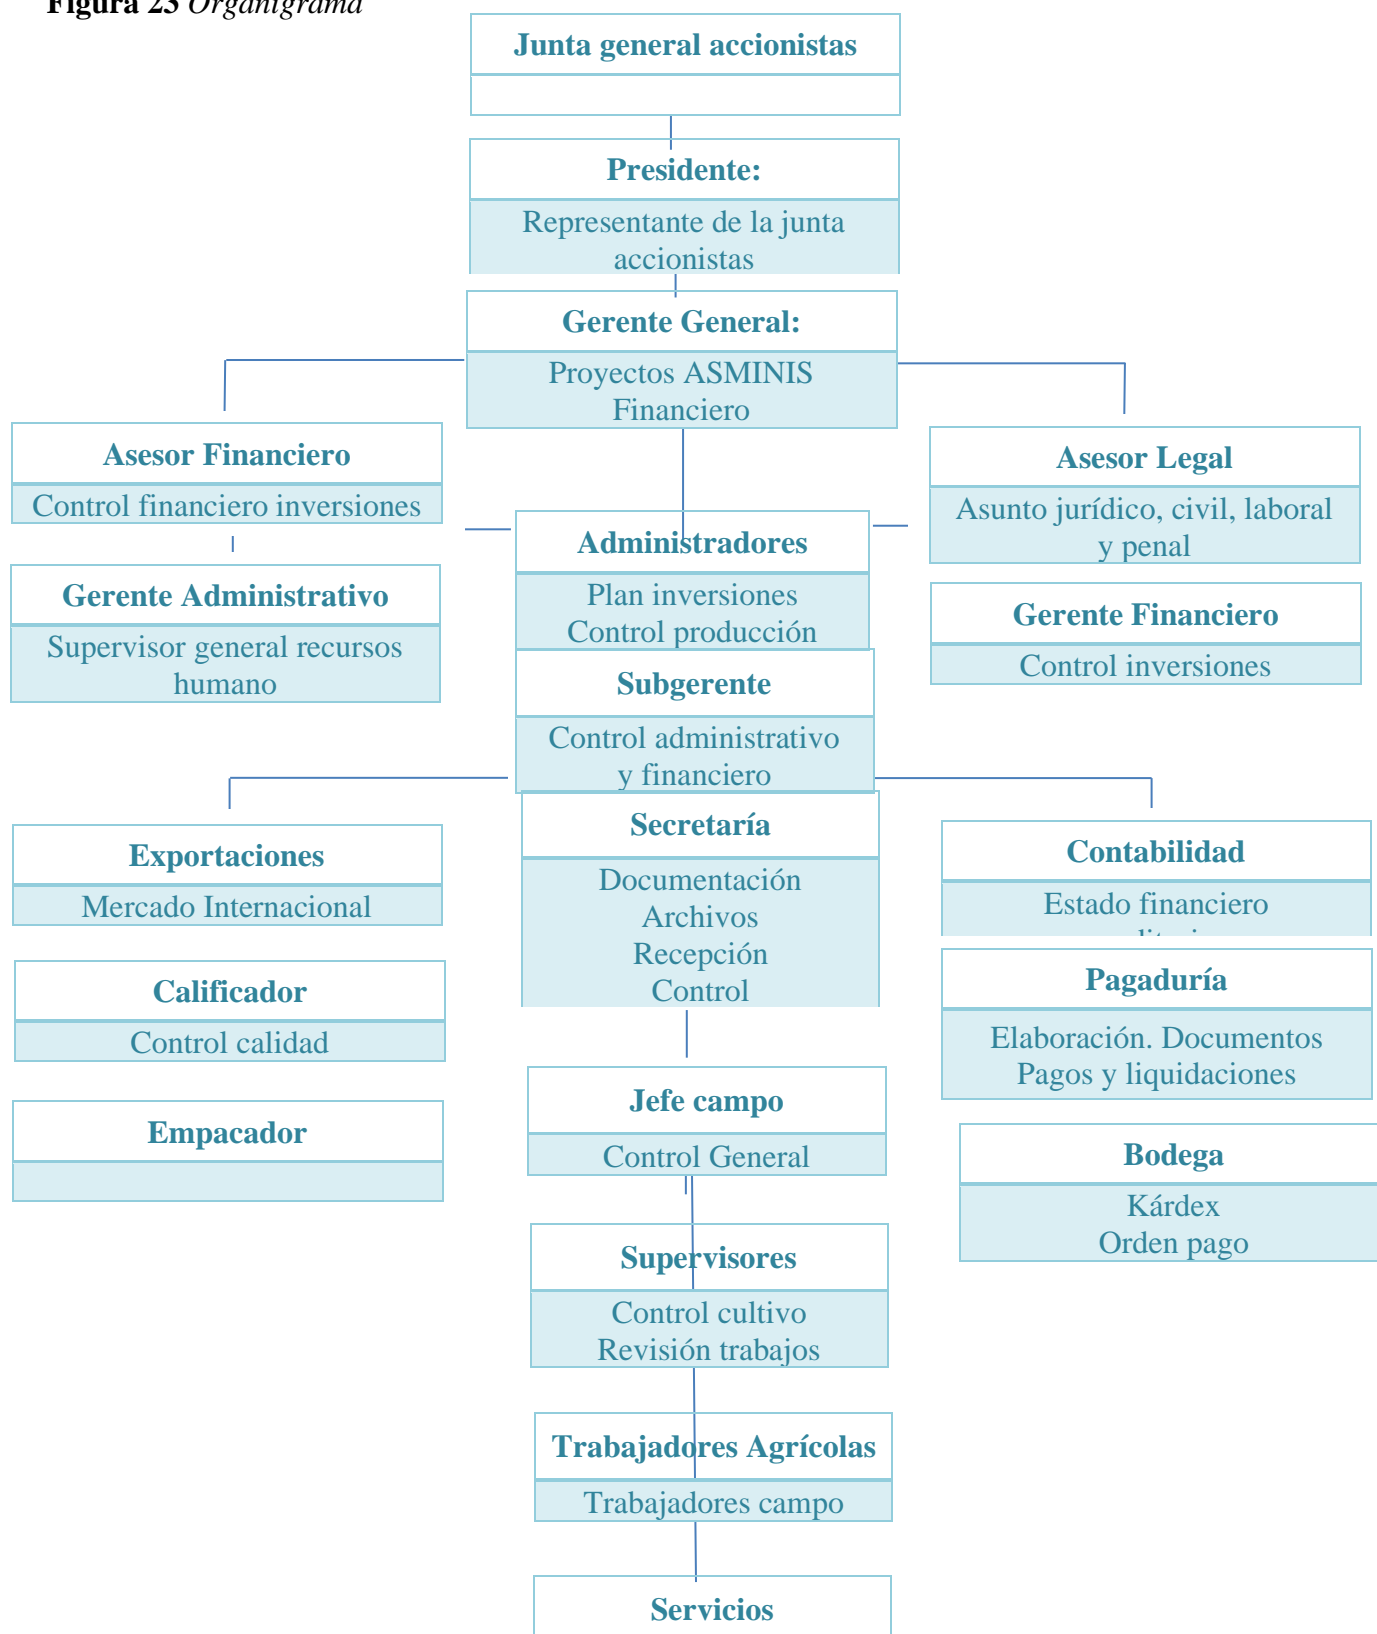 Figura 23 Organigrama
Junta general accionistas
Presidente:
Representante de la junta
accionistas
Gerente General:
Proyectos ASMINIS
Financiero
Asesor Financiero
Control financiero inversiones
Asesor Legal
Asunto jurídico, civil, laboral
y penal
Administradores
Plan inversiones
Control producción
Gerente Administrativo
Supervisor general recursos
humano
Gerente Financiero
Control inversiones
Subgerente
Control administrativo
y financiero
Secretaría
Documentación
Archivos
Recepción
Control
Exportaciones
Mercado Internacional
Contabilidad
Estado financiero
Calificador
Control calidad
Pagaduría
Elaboración. Documentos
Pagos y liquidaciones
Empacador
Jefe campo
Control General
Bodega
Kárdex
Orden pago
Supervisores
Control cultivo
Revisión trabajos
Trabajadores Agrícolas
Trabajadores campo
Servicios